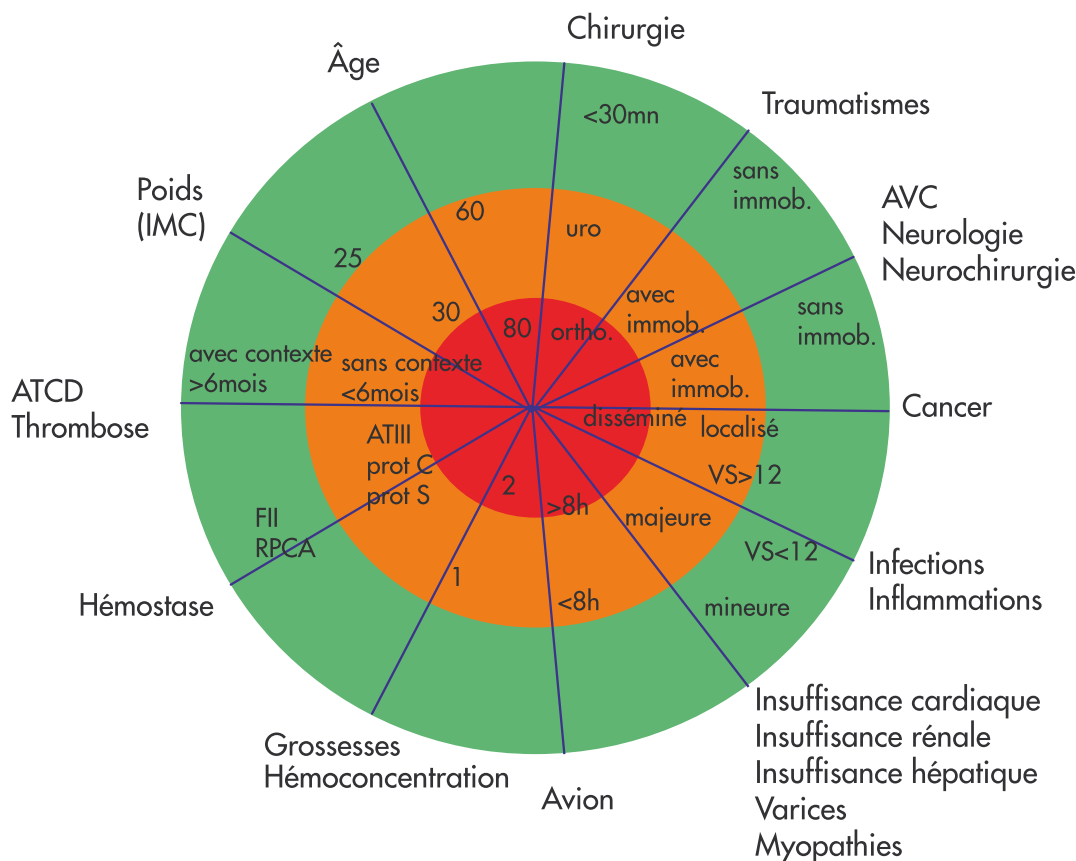 Chirurgie
Âge
Traumatismes
<30mn
Poids
(IMC)
sans
immob.
AVC
Neurologie
Neurochirurgie
60
uro
25
30
80
ortho.
avec
immob.
sans
immob.
avec contexte
>6mois
sans contexte
<6mois
avec
immob.
ATCD
Thrombose
disséminé
localisé
Cancer
ATIII
prot C
prot S
2
>8h
VS>12
majeure
FII
RPCA
VS<12
Infections
Inflammations
Hémostase
1
<8h
mineure
Grossesses
Hémoconcentration
Avion
Insuffisance cardiaque
Insuffisance rénale
Insuffisance hépatique
Varices
Myopathies